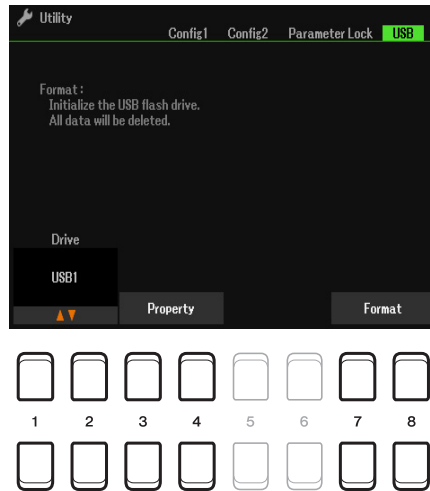 Utility
Config1 Config2 Parameter Lock USB
Format :
Initialize the USB flash drive.
All data will be deleted.
Drive
USB1
Property Format
1 2 3 4 5 6 7 8